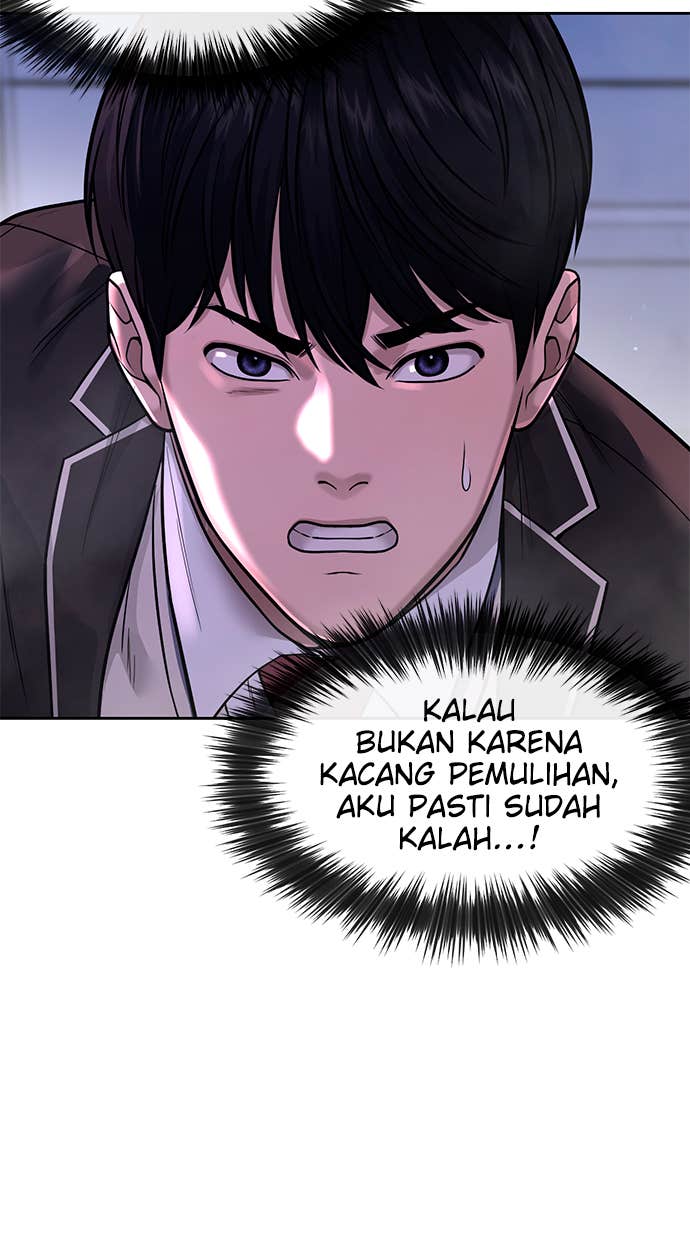 KALAU
BUKAN KARENA
KACANG PEMULIHAN,
AKU PASTI SUDAH
KALAH...!